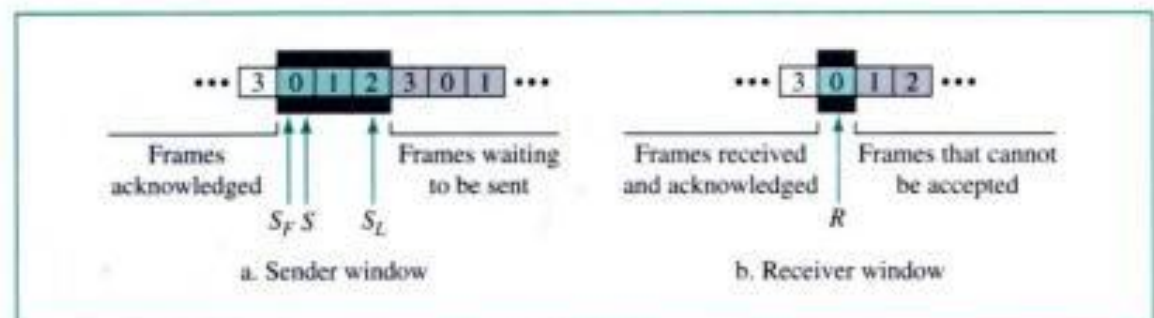 ••• 3 0 1 2 3 0 1 •••
Frames
acknowledged
Frames waiting
to be sent
S_F S S_L
a. Sender window
••• 3 0 1 2 •••
Frames received
and acknowledged
Frames that cannot
be accepted
R
b. Receiver window